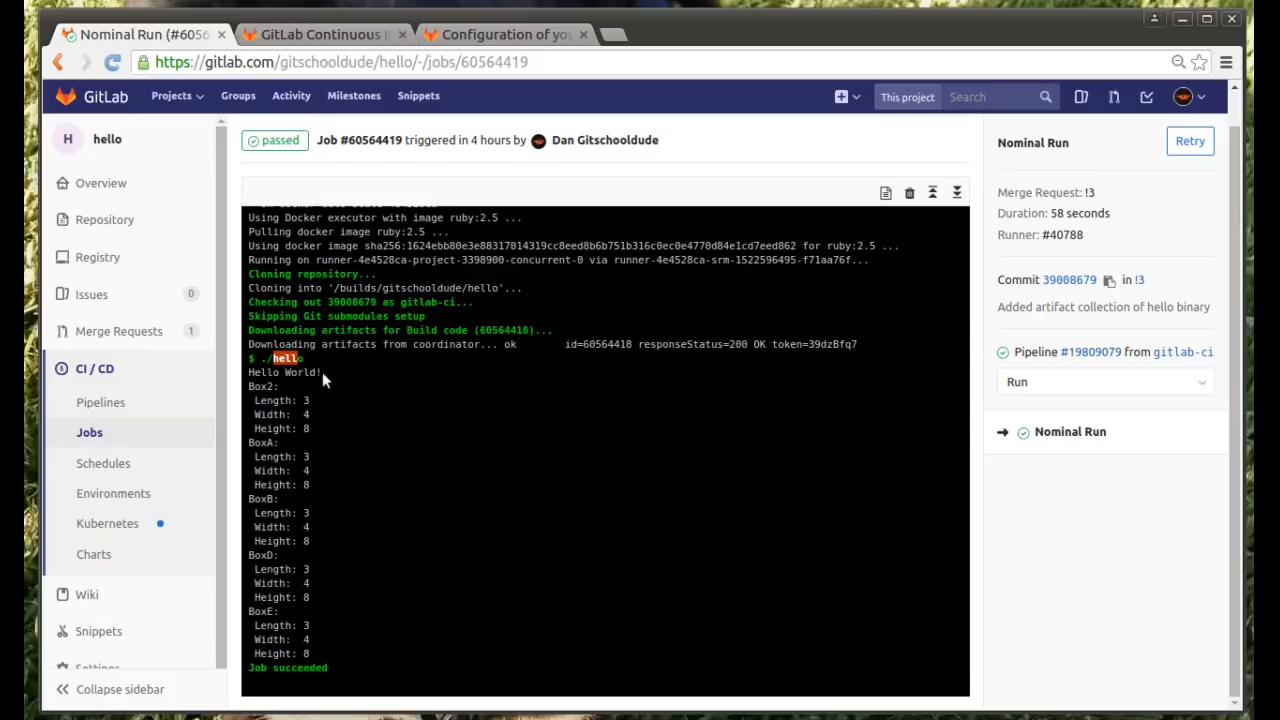 Nominal Run (#6056
GitLab Continuous I
Configuration of you
https://gitlab.com/gitschooldude/hello/-/jobs/60564419
GitLab
Projects
Groups
Activity
Milestones
Snippets
This project
Search
H
hello
Overview
Repository
Registry
Issues
0
Merge Requests
1
CI / CD
Pipelines
Jobs
Schedules
Environments
Kubernetes
Charts
Wiki
Snippets
Settings
Collapse sidebar
passed Job #60564419 triggered in 4 hours by Dan Gitschooldude
Using Docker executor with image ruby:2.5 ...
Pulling docker image ruby:2.5 ...
Using docker image sha256:1624ebb80e3e88317014319cc8eed8b6b751b316c0ec0e4770d84e1cd7eed862 for ruby:2.5 ...
Running on runner-4e4528ca-project-3398900-concurrent-0 via runner-4e4528ca-srm-1522596495-f71aa76f...
Cloning repository...
Cloning into '/builds/gitschooldude/hello'...
Checking out 39008679 as gitlab-ci...
Skipping Git submodules setup
Downloading artifacts for Build code (60564418)...
Downloading artifacts from coordinator... ok id=60564418 responseStatus=200 OK token=39dzBfq7
$ ./hello
Hello World!
Box2:
Length: 3
Width: 4
Height: 8
BoxA:
Length: 3
Width: 4
Height: 8
BoxB:
Length: 3
Width: 4
Height: 8
BoxD:
Length: 3
Width: 4
Height: 8
BoxE:
Length: 3
Width: 4
Height: 8
Job succeeded
Nominal Run
Retry
Merge Request: !3
Duration: 58 seconds
Runner: #40788
Commit 39008679 in !3
Added artifact collection of hello binary
Pipeline #19809079 from gitlab-ci
Run
Nominal Run